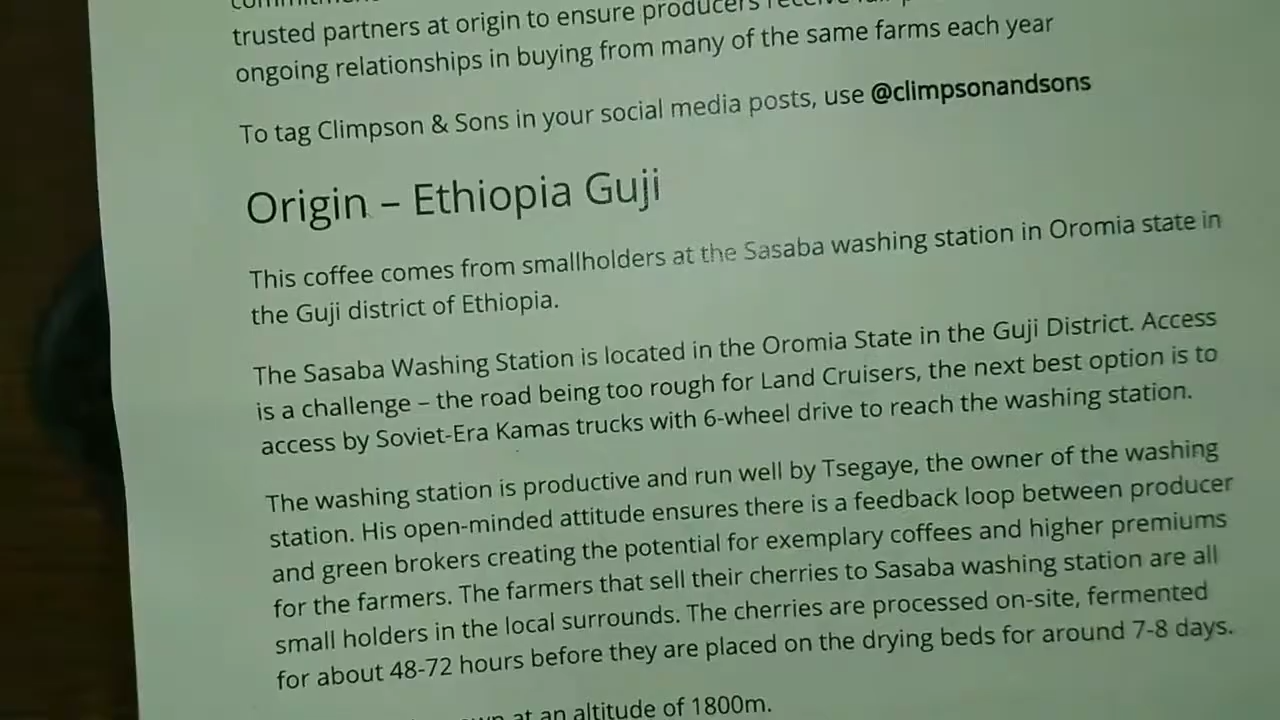 trusted partners at origin to ensure producers receive
ongoing relationships in buying from many of the same farms each year
To tag Climpson & Sons in your social media posts, use @climpsonandsons
Origin – Ethiopia Guji
This coffee comes from smallholders at the Sasaba washing station in Oromia state in
the Guji district of Ethiopia.
The Sasaba Washing Station is located in the Oromia State in the Guji District. Access
is a challenge – the road being too rough for Land Cruisers, the next best option is to
access by Soviet-Era Kamas trucks with 6-wheel drive to reach the washing station.
The washing station is productive and run well by Tsegaye, the owner of the washing
station. His open-minded attitude ensures there is a feedback loop between producer
and green brokers creating the potential for exemplary coffees and higher premiums
for the farmers. The farmers that sell their cherries to Sasaba washing station are all
small holders in the local surrounds. The cherries are processed on-site, fermented
for about 48-72 hours before they are placed on the drying beds for around 7-8 days.
at an altitude of 1800m.